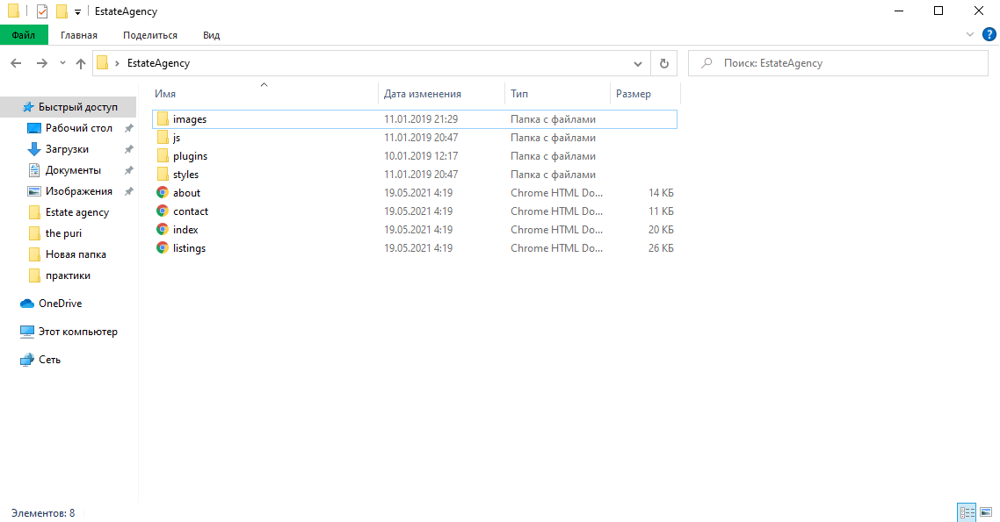 EstateAgency
Файл Главная Поделиться Вид
EstateAgency
Поиск: EstateAgency
Имя Дата изменения Тип Размер
Быстрый доступ
Рабочий стол
Загрузки
Документы
Изображения
Estate agency
the puri
Новая папка
практики
OneDrive
Этот компьютер
Сеть
images 11.01.2019 21:29 Папка с файлами
js 11.01.2019 20:47 Папка с файлами
plugins 10.01.2019 12:17 Папка с файлами
styles 11.01.2019 20:47 Папка с файлами
about 19.05.2021 4:19 Chrome HTML Do... 14 КБ
contact 19.05.2021 4:19 Chrome HTML Do... 11 КБ
index 19.05.2021 4:19 Chrome HTML Do... 20 КБ
listings 19.05.2021 4:19 Chrome HTML Do... 26 КБ
Элементов: 8